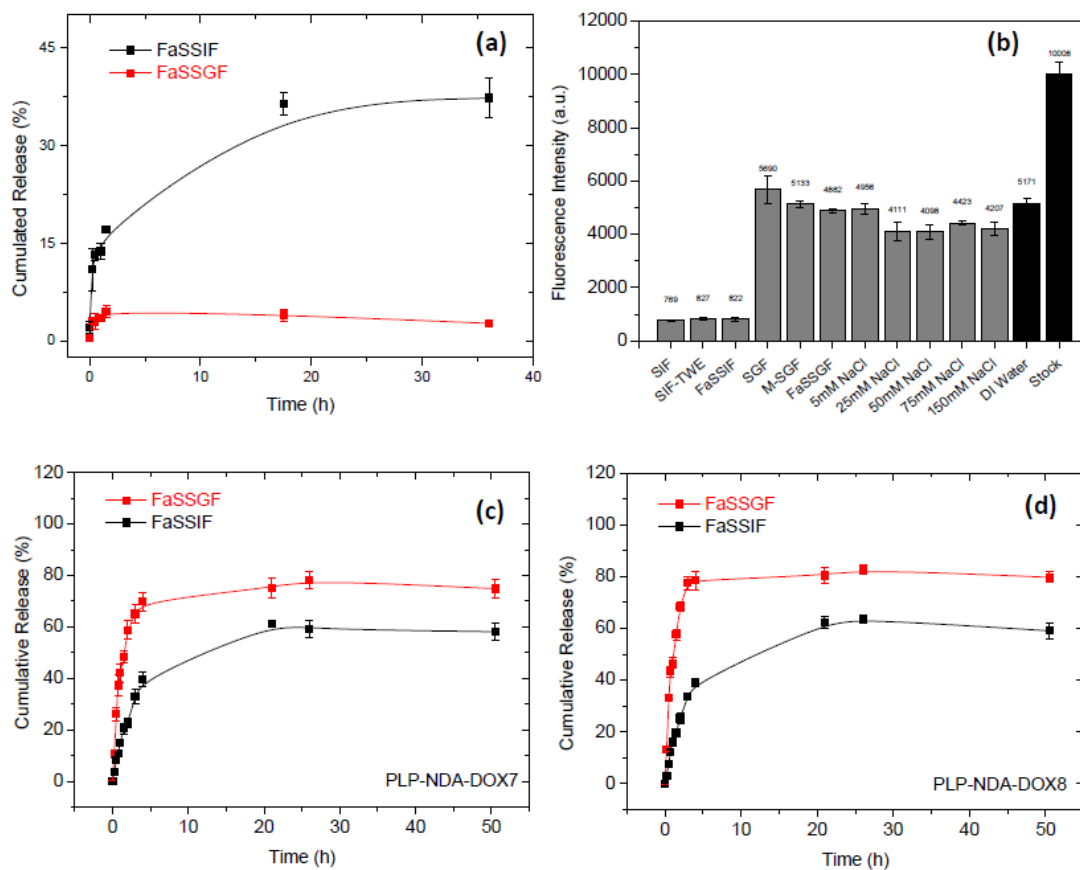 (a)
FaSSIF
FaSSGF
Cumulated Release (%)
45
30
15
0
0
10
20
30
40
Time (h)
(b)
Fluorescence Intensity (a.u.)
12000
10000
8000
6000
4000
2000
0
769
827
822
5690
5133
4882
4956
4111
4098
4423
4207
5171
10008
SIF
SIF-TWE
FaSSIF
SGF
M-SGF
FaSSGF
5mM NaCl
25mM NaCl
50mM NaCl
75mM NaCl
150mM NaCl
DI Water
Stock
(c)
FaSSGF
FaSSIF
Cumulative Release (%)
120
100
80
60
40
20
0
PLP-NDA-DOX7
0
10
20
30
40
50
Time (h)
(d)
FaSSGF
FaSSIF
Cumulative Release (%)
120
100
80
60
40
20
0
PLP-NDA-DOX8
0
10
20
30
40
50
Time (h)